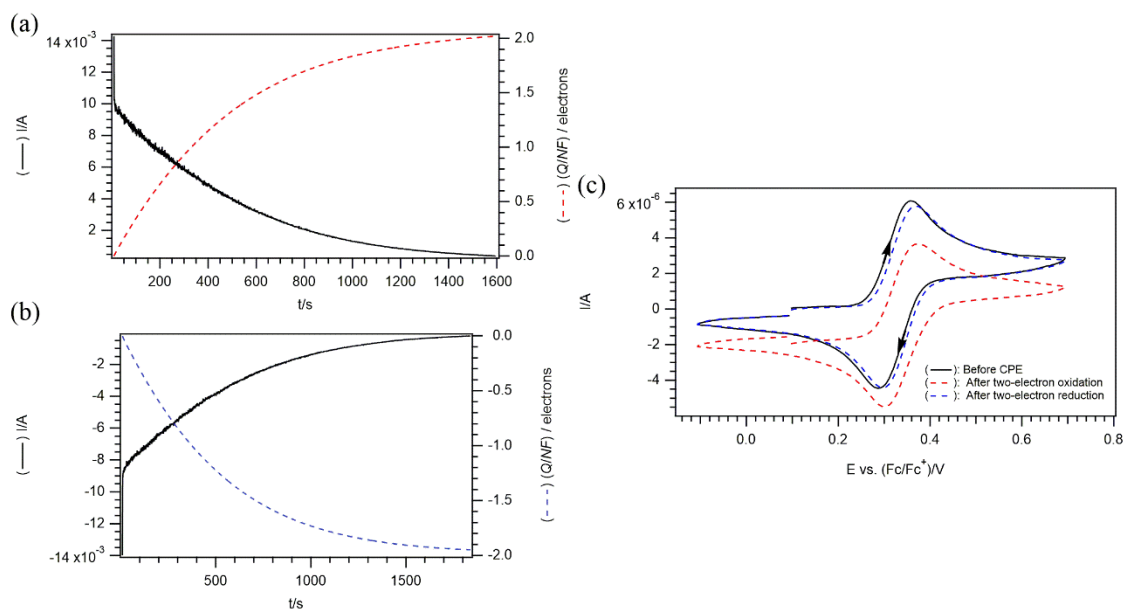 (a)
14 x10⁻³
12
10
8
6
4
2
(—) I/A
2.0
1.5
1.0
0.5
0.0
(- - -) (Q/NF) / electrons
200 400 600 800 1000 1200 1400 1600
t/s
(b)
-2
-4
-6
-8
-10
-12
-14 x10⁻³
(—) I/A
0.0
-0.5
-1.0
-1.5
-2.0
(- - -) (Q/NF) / electrons
500 1000 1500
t/s
(c)
6 x10⁻⁶
4
2
0
-2
-4
I/A
(—): Before CPE
(- - -): After two-electron oxidation
(- - -): After two-electron reduction
0.0 0.2 0.4 0.6 0.8
E vs. (Fc/Fc⁺)/V